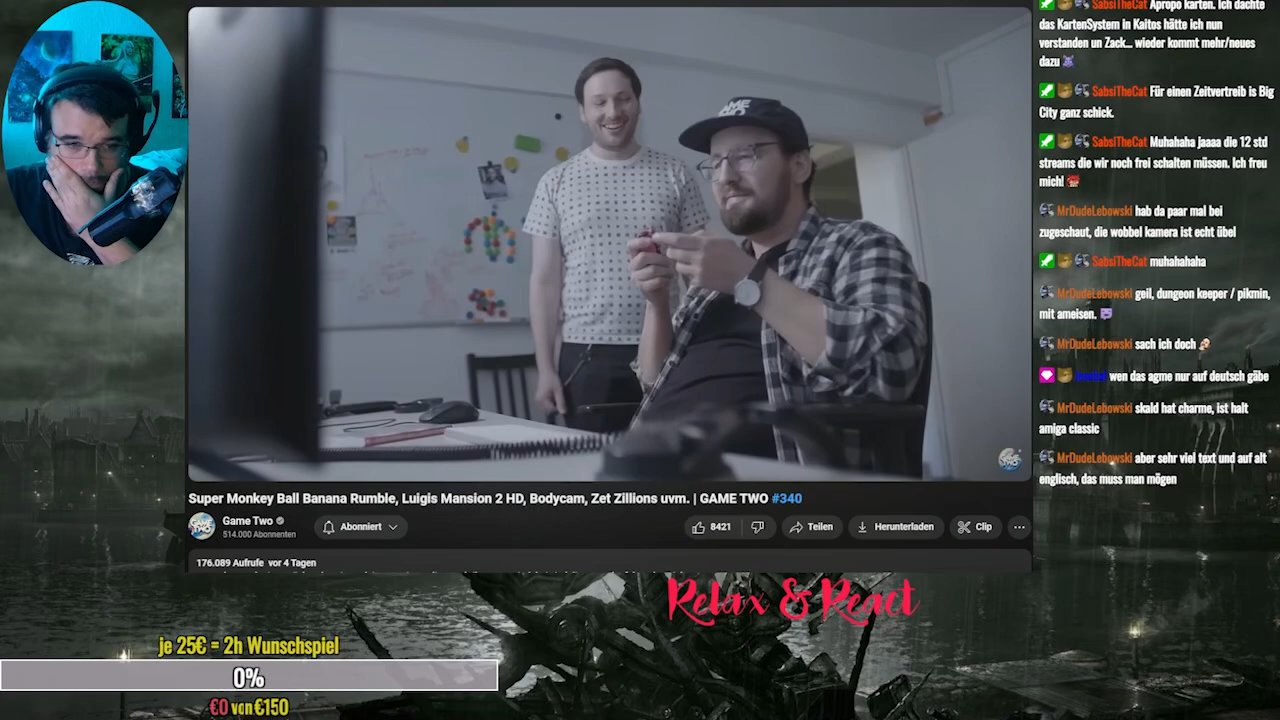 SabsiTheCat Apropo karten. Ich dachte
das KartenSystem in Kaitos hätte ich nun
verstanden un Zack... wieder kommt mehr/neues
dazu
SabsiTheCat Für einen Zeitvertreib is Big
City ganz schick.
SabsiTheCat Muhahaha jaaa die 12 std
streams die wir noch frei schalten müssen. Ich freu
mich!
MrDudeLebowski hab da paar mal bei
zugeschaut, die wobbel kamera ist echt übel
SabsiTheCat muhahahaha
MrDudeLebowski geil, dungeon keeper / pikmin,
mit ameisen.
MrDudeLebowski sach ich doch
wen das agme nur auf deutsch gäbe
MrDudeLebowski skald hat charme, ist halt
amiga classic
MrDudeLebowski aber sehr viel text und auf alt
englisch, das muss man mögen
GAME
TWO
Super Monkey Ball Banana Rumble, Luigis Mansion 2 HD, Bodycam, Zet Zillions uvm. | GAME TWO #340
GAME TWO
Game Two
514.000 Abonnenten
Abonniert
8421
Teilen
Herunterladen
Clip
176.089 Aufrufe vor 4 Tagen
Relax & React
je 25€ = 2h Wunschspiel
0%
€0 von €150